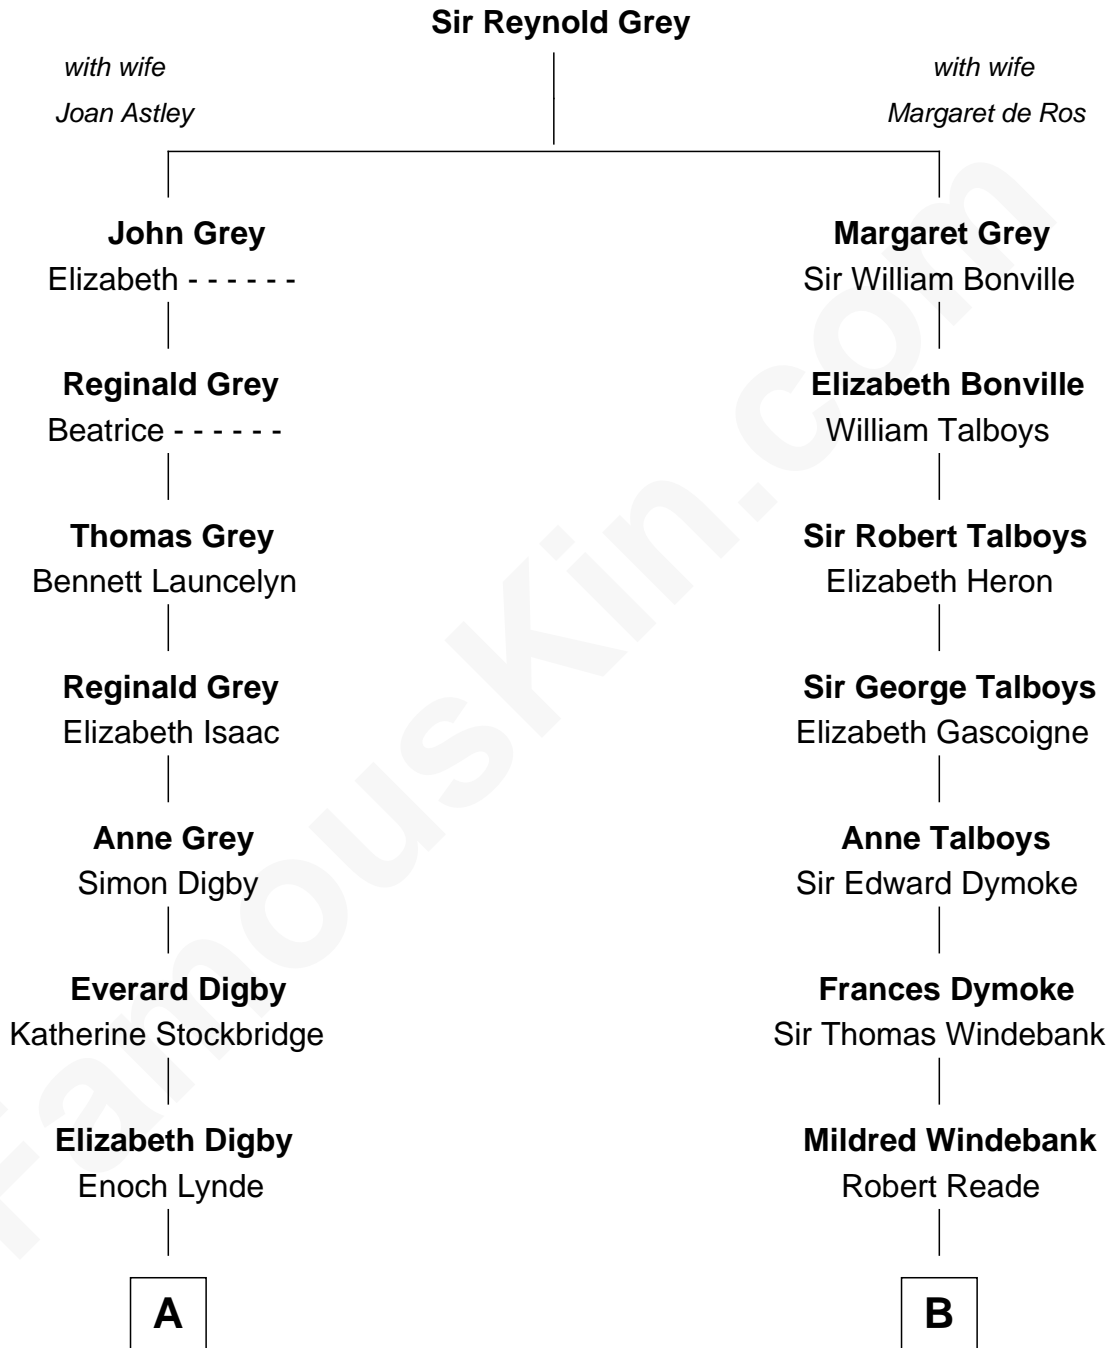 Sir Reynold Grey
with wife
Joan Astley
with wife
Margaret de Ros
John Grey
Elizabeth - - - - - -
Reginald Grey
Beatrice - - - - - -
Thomas Grey
Bennett Launcelyn
Reginald Grey
Elizabeth Isaac
Anne Grey
Simon Digby
Everard Digby
Katherine Stockbridge
Elizabeth Digby
Enoch Lynde
A
Margaret Grey
Sir William Bonville
Elizabeth Bonville
William Talboys
Sir Robert Talboys
Elizabeth Heron
Sir George Talboys
Elizabeth Gascoigne
Anne Talboys
Sir Edward Dymoke
Frances Dymoke
Sir Thomas Windebank
Mildred Windebank
Robert Reade
B
FamousKin.com